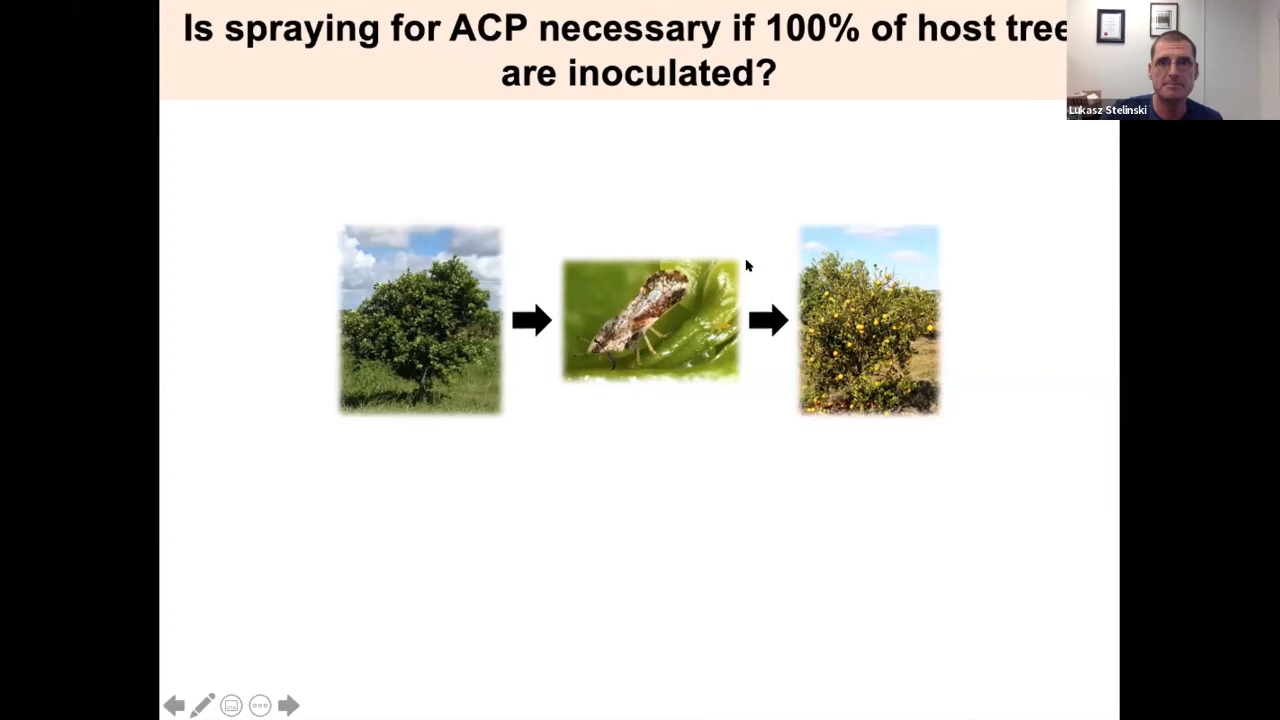 Is spraying for ACP necessary if 100% of host tree
are inoculated?
Lukasz Stelinski